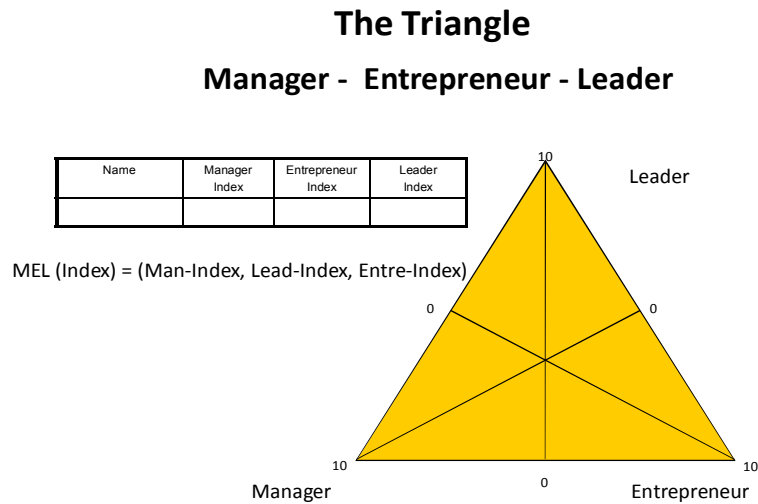 The Triangle
Manager - Entrepreneur - Leader
Name
Manager
Index
Entrepreneur
Index
Leader
Index
MEL (Index) = (Man-Index, Lead-Index, Entre-Index)
10
Leader
0
0
10
Manager
0
10
Entrepreneur